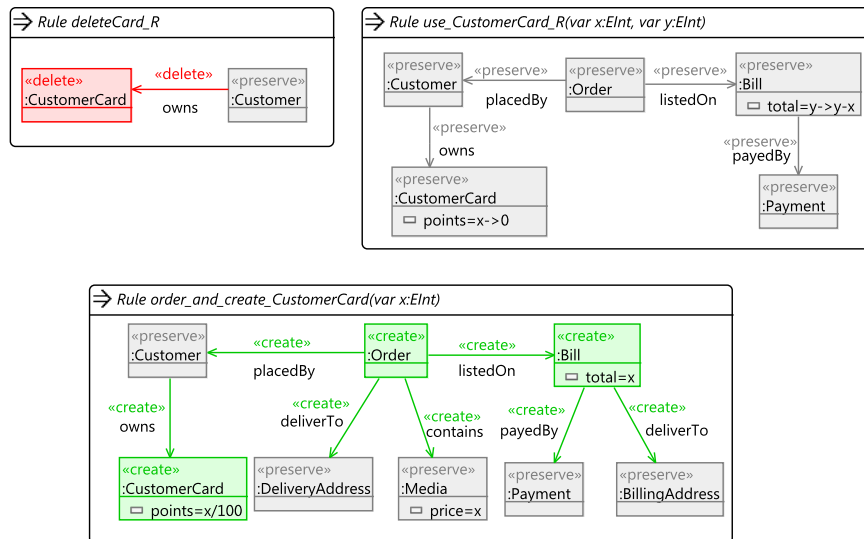 Rule deleteCard_R
«delete»
:CustomerCard
«delete»
owns
«preserve»
:Customer
Rule use_CustomerCard_R(var x:EInt, var y:EInt)
«preserve»
:Customer
«preserve»
placedBy
«preserve»
:Order
«preserve»
listedOn
«preserve»
:Bill
total=y->y-x
«preserve»
owns
«preserve»
payedBy
«preserve»
:CustomerCard
points=x->0
«preserve»
:Payment
Rule order_and_create_CustomerCard(var x:EInt)
«preserve»
:Customer
«create»
placedBy
«create»
:Order
«create»
listedOn
«create»
:Bill
total=x
«create»
owns
«create»
deliverTo
«create»
contains
«create»
payedBy
«create»
deliverTo
«create»
:CustomerCard
points=x/100
«preserve»
:DeliveryAddress
«preserve»
:Media
price=x
«preserve»
:Payment
«preserve»
:BillingAddress